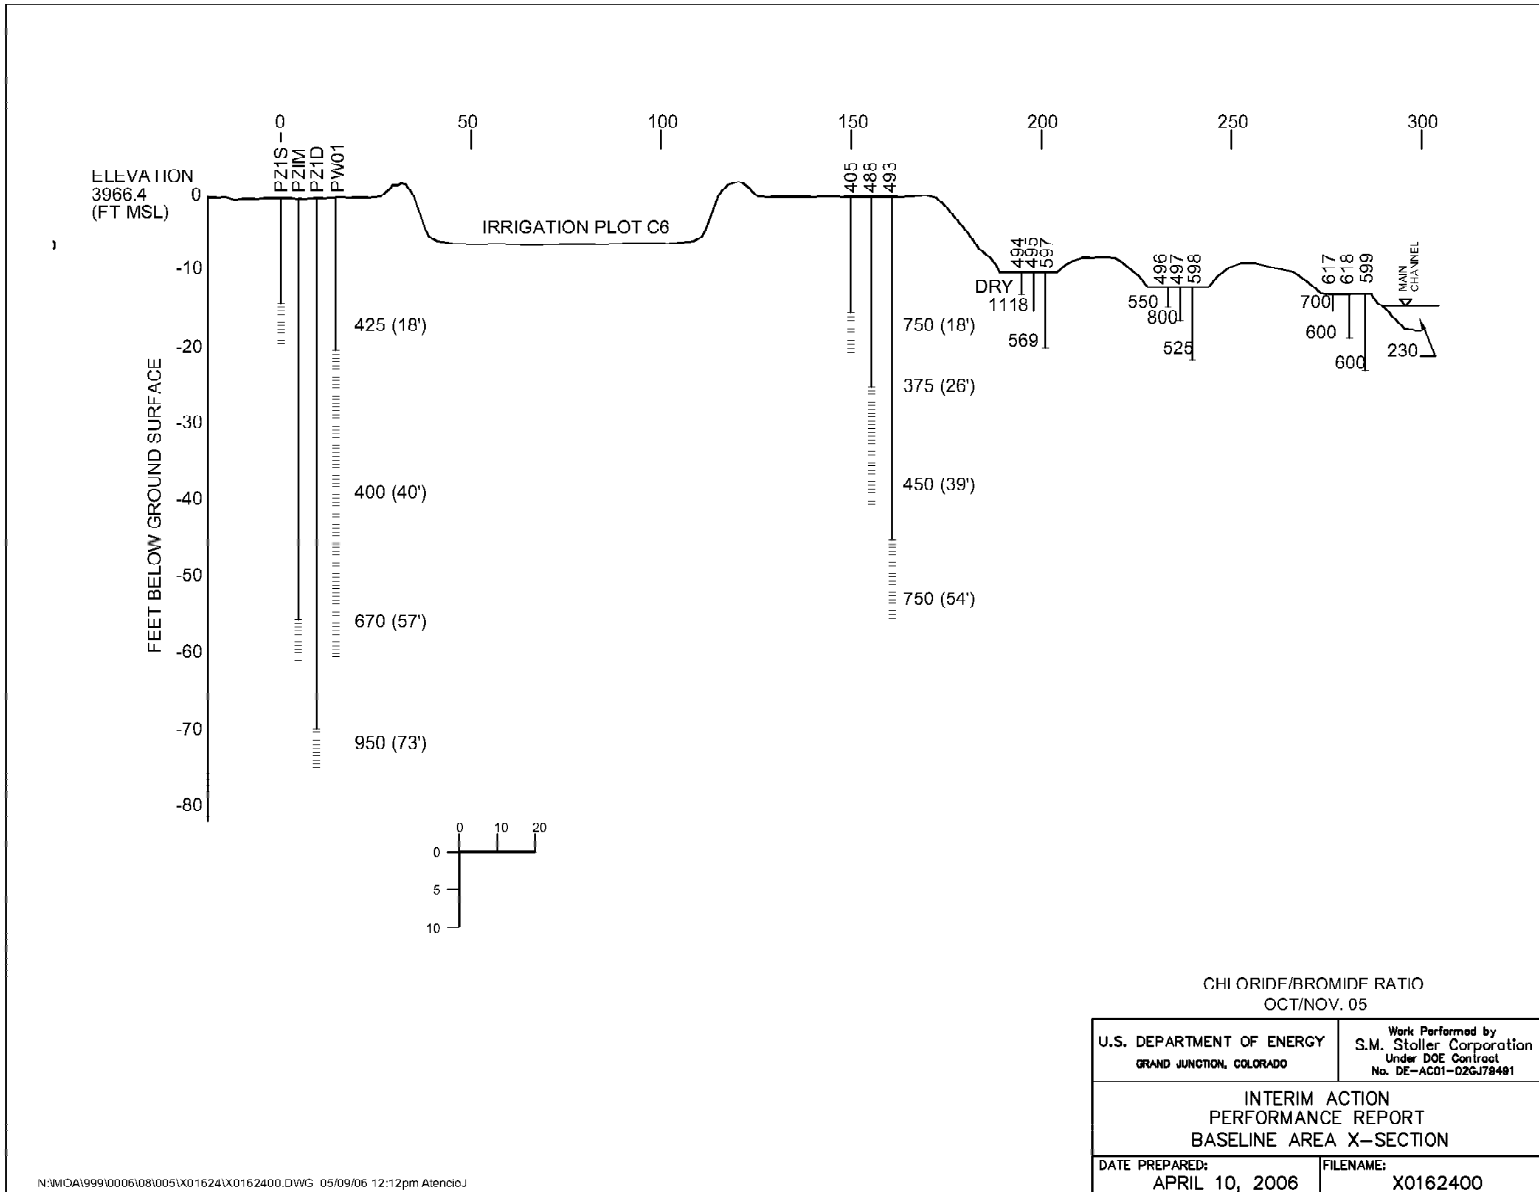 0 50 100 150 200 250 300
PZ1S
PZIM
PZ1D
PW01
405
488
493
ELEVATION
3966.4
(FT MSL)
0
IRRIGATION PLOT C6
494
495
597
496
497
598
617
618
599
MAIN
CHANNEL
-10
DRY
1118
569
550
800
525
700
600
600
230
-20
425 (18')
750 (18')
375 (26')
-30
-40
400 (40')
450 (39')
-50
670 (57')
750 (54')
-60
-70
950 (73')
-80
FEET BELOW GROUND SURFACE
0 10 20
0
5
10
CHLORIDE/BROMIDE RATIO
OCT/NOV. 05
U.S. DEPARTMENT OF ENERGY
GRAND JUNCTION, COLORADO
Work Performed by
S.M. Stoller Corporation
Under DOE Contract
No. DE-AC01-02GJ79491
INTERIM ACTION
PERFORMANCE REPORT
BASELINE AREA X-SECTION
DATE PREPARED:
APRIL 10, 2006
FILENAME:
X0162400
N:\MOA\999\0006\08\005\X01624\X0162400.DWG 05/09/06 12:12pm AtencioJ